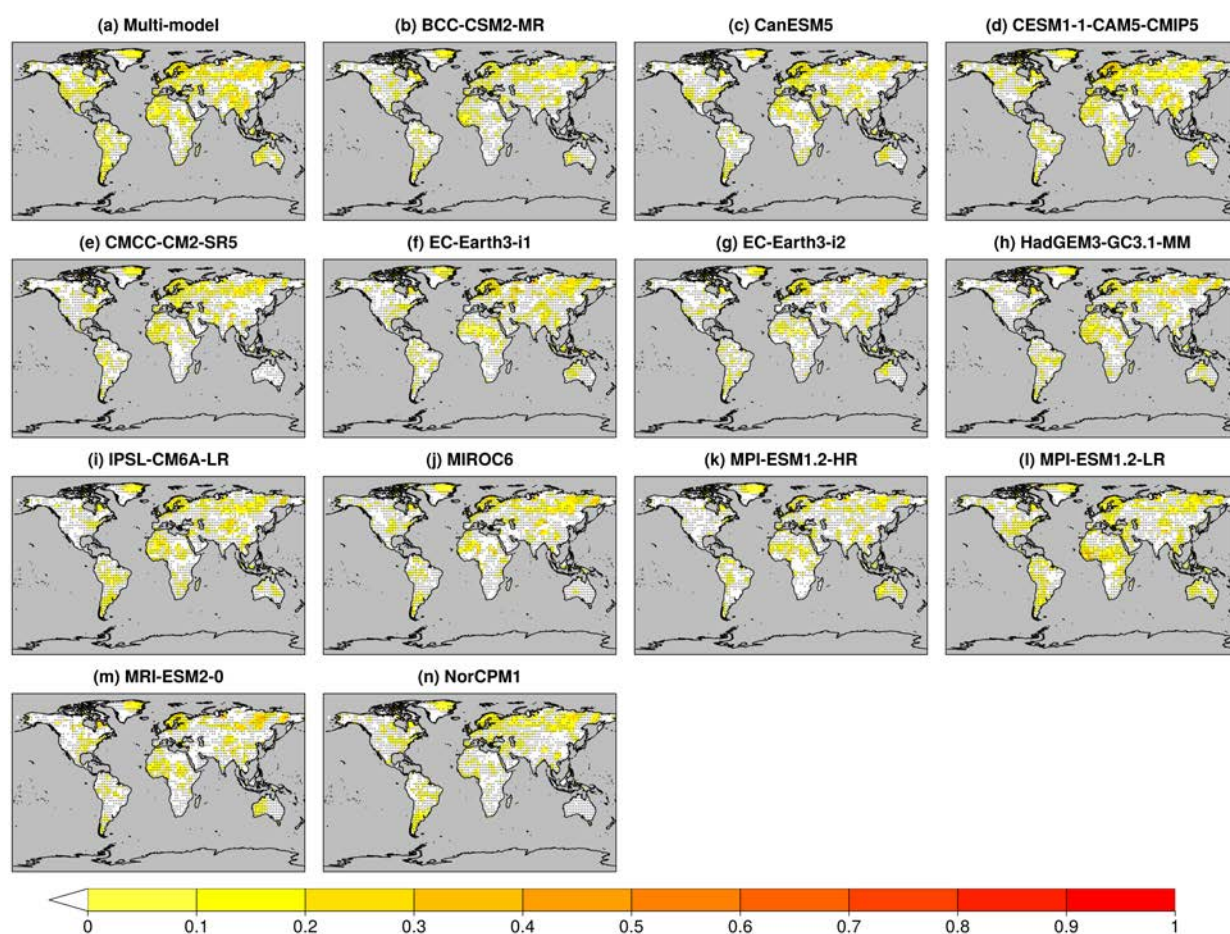 (a) Multi-model
(b) BCC-CSM2-MR
(c) CanESM5
(d) CESM1-1-CAM5-CMIP5
(e) CMCC-CM2-SR5
(f) EC-Earth3-i1
(g) EC-Earth3-i2
(h) HadGEM3-GC3.1-MM
(i) IPSL-CM6A-LR
(j) MIROC6
(k) MPI-ESM1.2-HR
(l) MPI-ESM1.2-LR
(m) MRI-ESM2-0
(n) NorCPM1
0 0.1 0.2 0.3 0.4 0.5 0.6 0.7 0.8 0.9 1